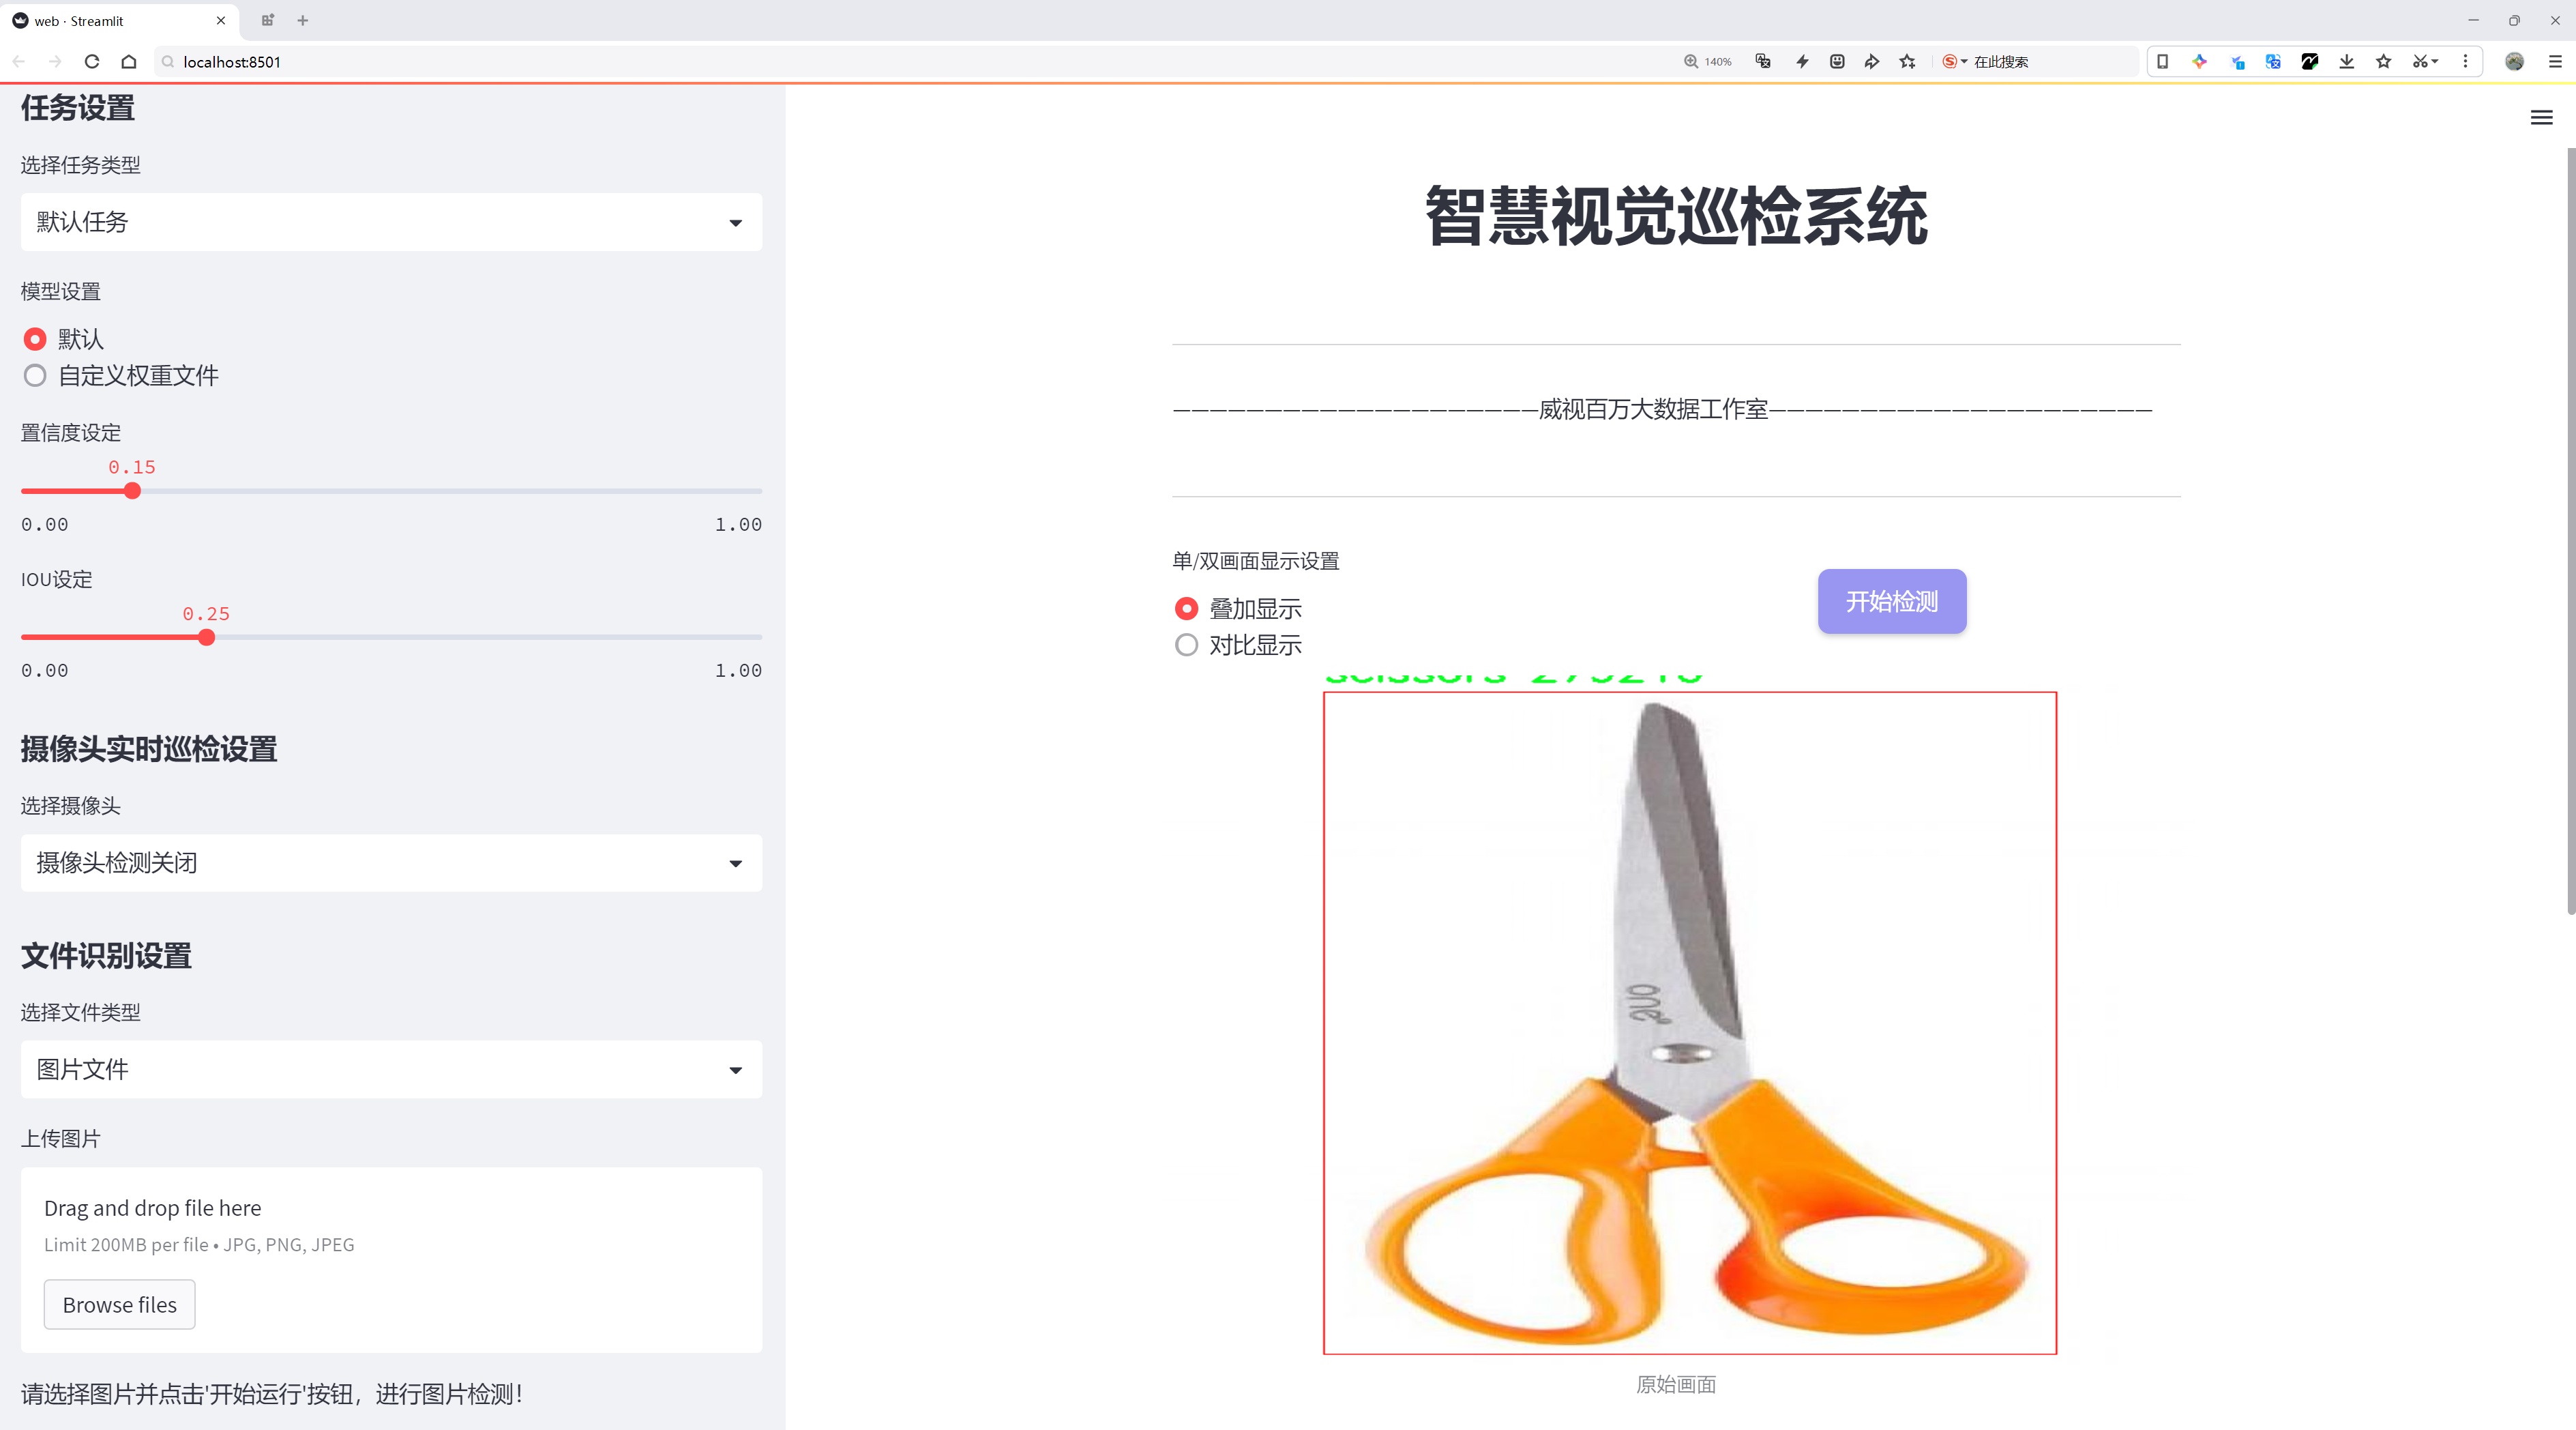 web · Streamlit
localhost:8501
140%
在此搜索
任务设置
选择任务类型
默认任务
模型设置
默认
自定义权重文件
置信度设定
0.15
0.00 1.00
IOU设定
0.25
0.00 1.00
摄像头实时巡检设置
选择摄像头
摄像头检测关闭
文件识别设置
选择文件类型
图片文件
上传图片
Drag and drop file here
Limit 200MB per file • JPG, PNG, JPEG
Browse files
请选择图片并点击'开始运行'按钮，进行图片检测！
智慧视觉巡检系统
————————————————————威视百万大数据工作室—————————————————————
单/双画面显示设置
叠加显示
对比显示
开始检测
scissors
one
原始画面